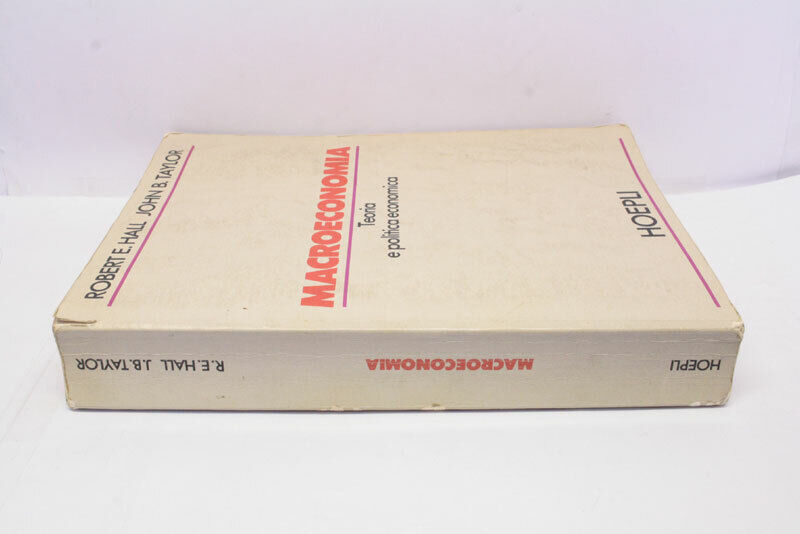 ROBERT E. HALL JOHN B. TAYLOR
MACROECONOMIA
Teoria
e politica economica
HOEPLI
R.E.HALL J.B.TAYLOR
MACROECONOMIA
HOEPLI